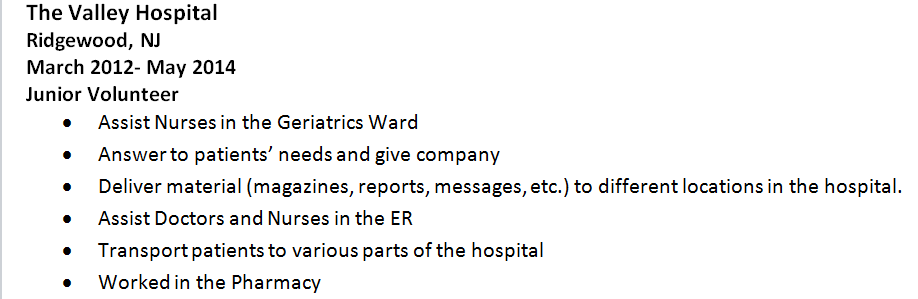 The Valley Hospital
Ridgewood, NJ
March 2012- May 2014
Junior Volunteer
• Assist Nurses in the Geriatrics Ward
• Answer to patients’ needs and give company
• Deliver material (magazines, reports, messages, etc.) to different locations in the hospital.
• Assist Doctors and Nurses in the ER
• Transport patients to various parts of the hospital
• Worked in the Pharmacy